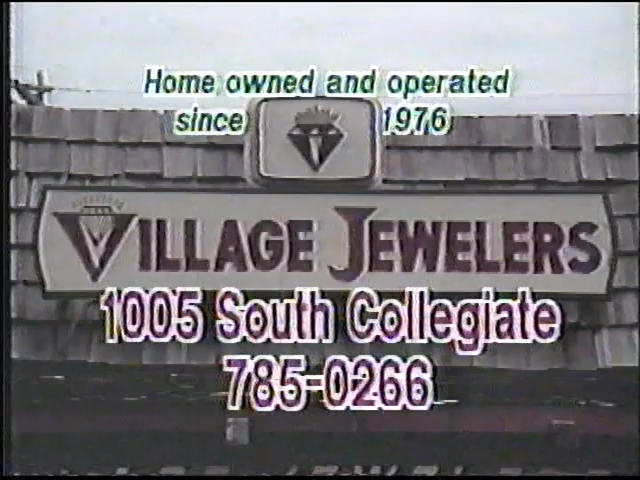 Home owned and operated
since 1976
VILLAGE JEWELERS
1005 South Collegiate
785-0266